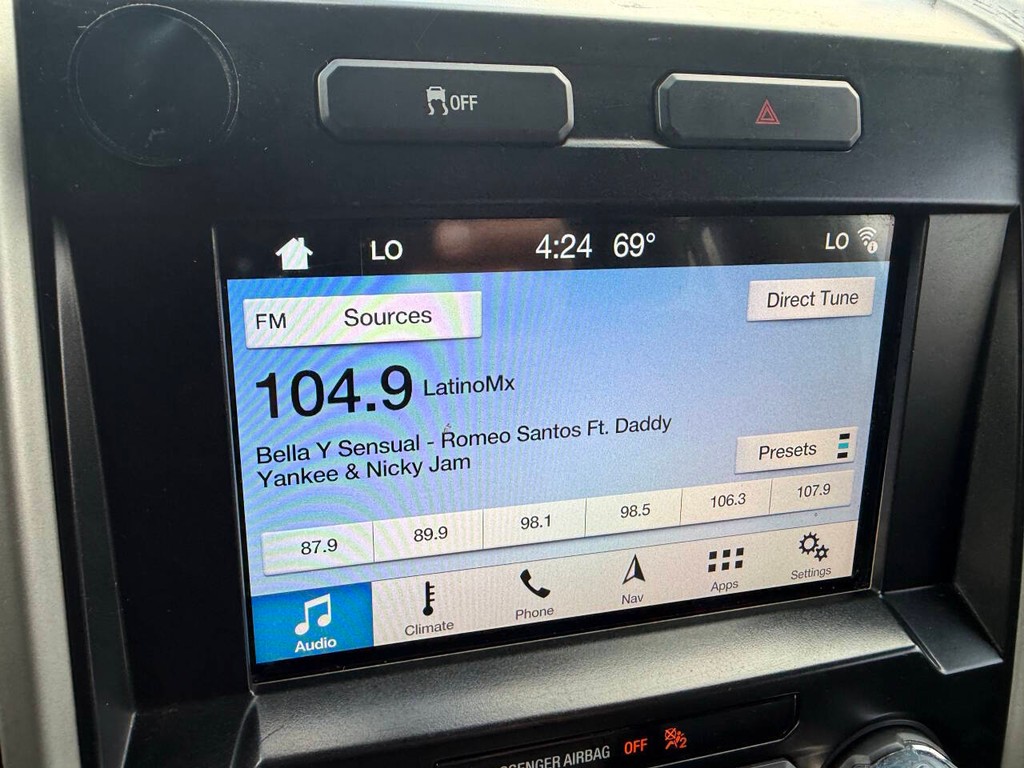 OFF
LO 4:24 69° LO
FM Sources Direct Tune
104.9 LatinoMx
Bella Y Sensual - Romeo Santos Ft. Daddy
Yankee & Nicky Jam
Presets
87.9 89.9 98.1 98.5 106.3 107.9
Audio Climate Phone Nav Apps Settings
AIRBAG OFF 2